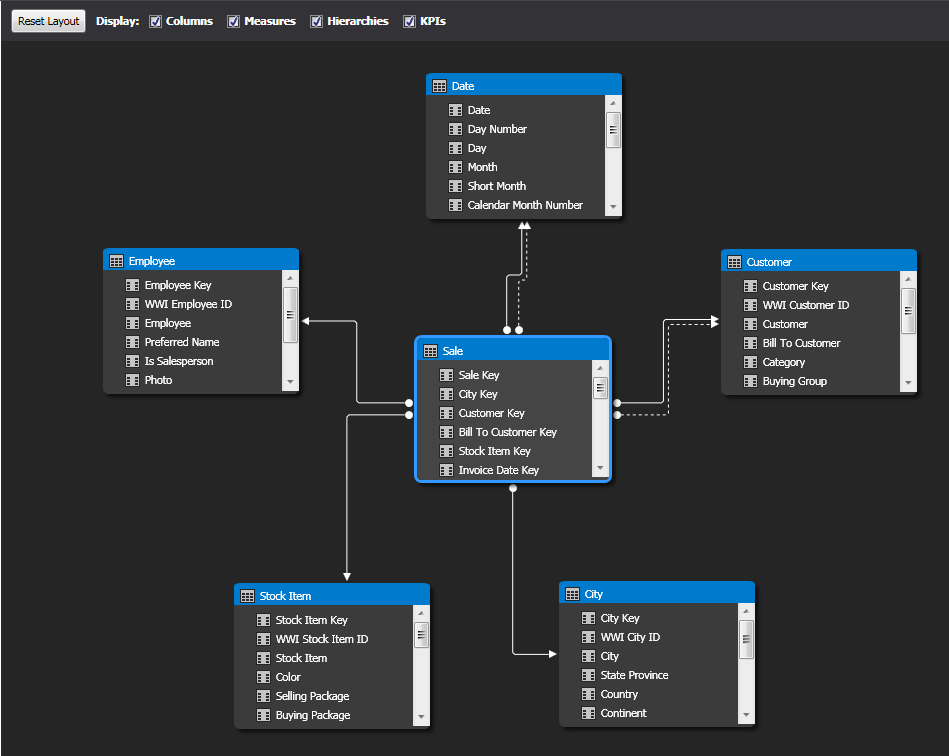 Reset Layout Display: Columns Measures Hierarchies KPIs
Date
Date
Day Number
Day
Month
Short Month
Calendar Month Number
Employee
Employee Key
WWI Employee ID
Employee
Preferred Name
Is Salesperson
Photo
Customer
Customer Key
WWI Customer ID
Customer
Bill To Customer
Category
Buying Group
Sale
Sale Key
City Key
Customer Key
Bill To Customer Key
Stock Item Key
Invoice Date Key
Stock Item
Stock Item Key
WWI Stock Item ID
Stock Item
Color
Selling Package
Buying Package
City
City Key
WWI City ID
City
State Province
Country
Continent